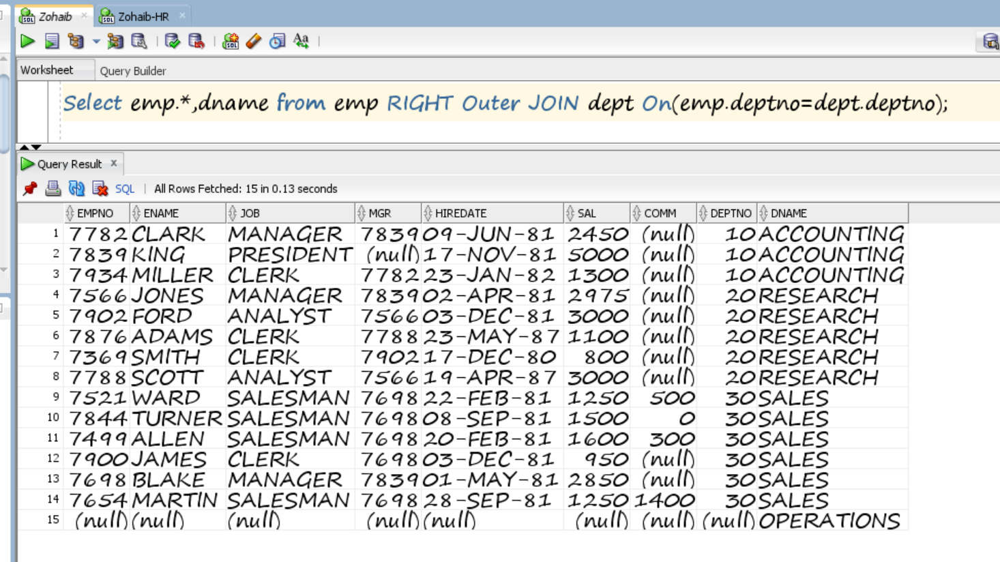 Zohaib Zohaib-HR
Worksheet Query Builder
Select emp.*,dname from emp RIGHT Outer JOIN dept On(emp.deptno=dept.deptno);
Query Result
SQL | All Rows Fetched: 15 in 0.13 seconds
EMPNO ENAME JOB MGR HIREDATE SAL COMM DEPTNO DNAME
1 7782 CLARK MANAGER 7839 09-JUN-81 2450 (null) 10 ACCOUNTING
2 7839 KING PRESIDENT (null) 17-NOV-81 5000 (null) 10 ACCOUNTING
3 7934 MILLER CLERK 7782 23-JAN-82 1300 (null) 10 ACCOUNTING
4 7566 JONES MANAGER 7839 02-APR-81 2975 (null) 20 RESEARCH
5 7902 FORD ANALYST 7566 03-DEC-81 3000 (null) 20 RESEARCH
6 7876 ADAMS CLERK 7788 23-MAY-87 1100 (null) 20 RESEARCH
7 7369 SMITH CLERK 7902 17-DEC-80 800 (null) 20 RESEARCH
8 7788 SCOTT ANALYST 7566 19-APR-87 3000 (null) 20 RESEARCH
9 7521 WARD SALESMAN 7698 22-FEB-81 1250 500 30 SALES
10 7844 TURNER SALESMAN 7698 08-SEP-81 1500 0 30 SALES
11 7499 ALLEN SALESMAN 7698 20-FEB-81 1600 300 30 SALES
12 7900 JAMES CLERK 7698 03-DEC-81 950 (null) 30 SALES
13 7698 BLAKE MANAGER 7839 01-MAY-81 2850 (null) 30 SALES
14 7654 MARTIN SALESMAN 7698 28-SEP-81 1250 1400 30 SALES
15 (null) (null) (null) (null) (null) (null) (null) (null) OPERATIONS